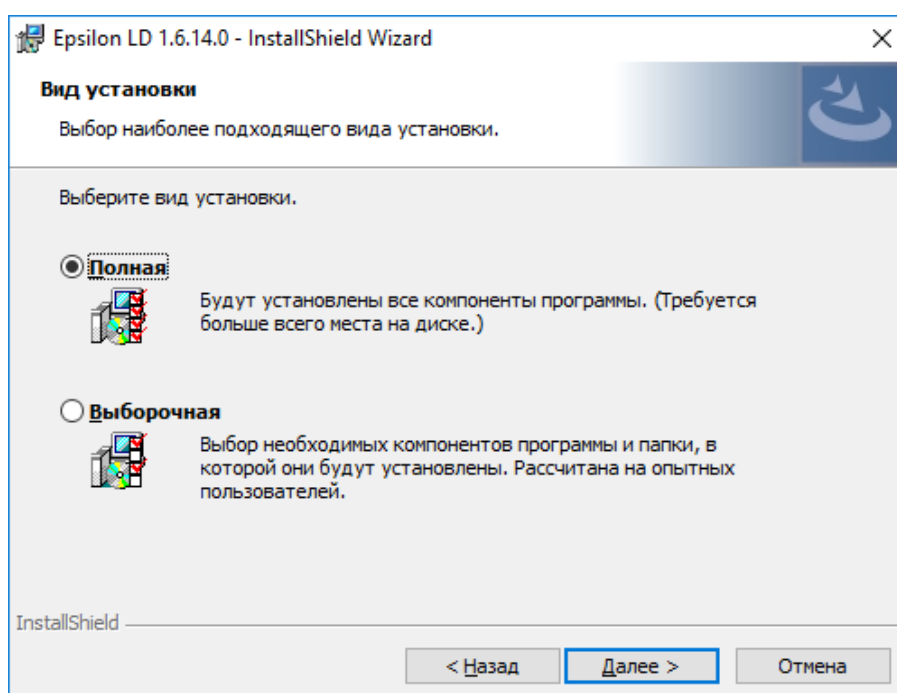 Epsilon LD 1.6.14.0 - InstallShield Wizard
Вид установки
Выбор наиболее подходящего вида установки.
Выберите вид установки.
Полная
Будут установлены все компоненты программы. (Требуется
больше всего места на диске.)
Выборочная
Выбор необходимых компонентов программы и папки, в
которой они будут установлены. Рассчитана на опытных
пользователей.
InstallShield
< Назад Далее > Отмена